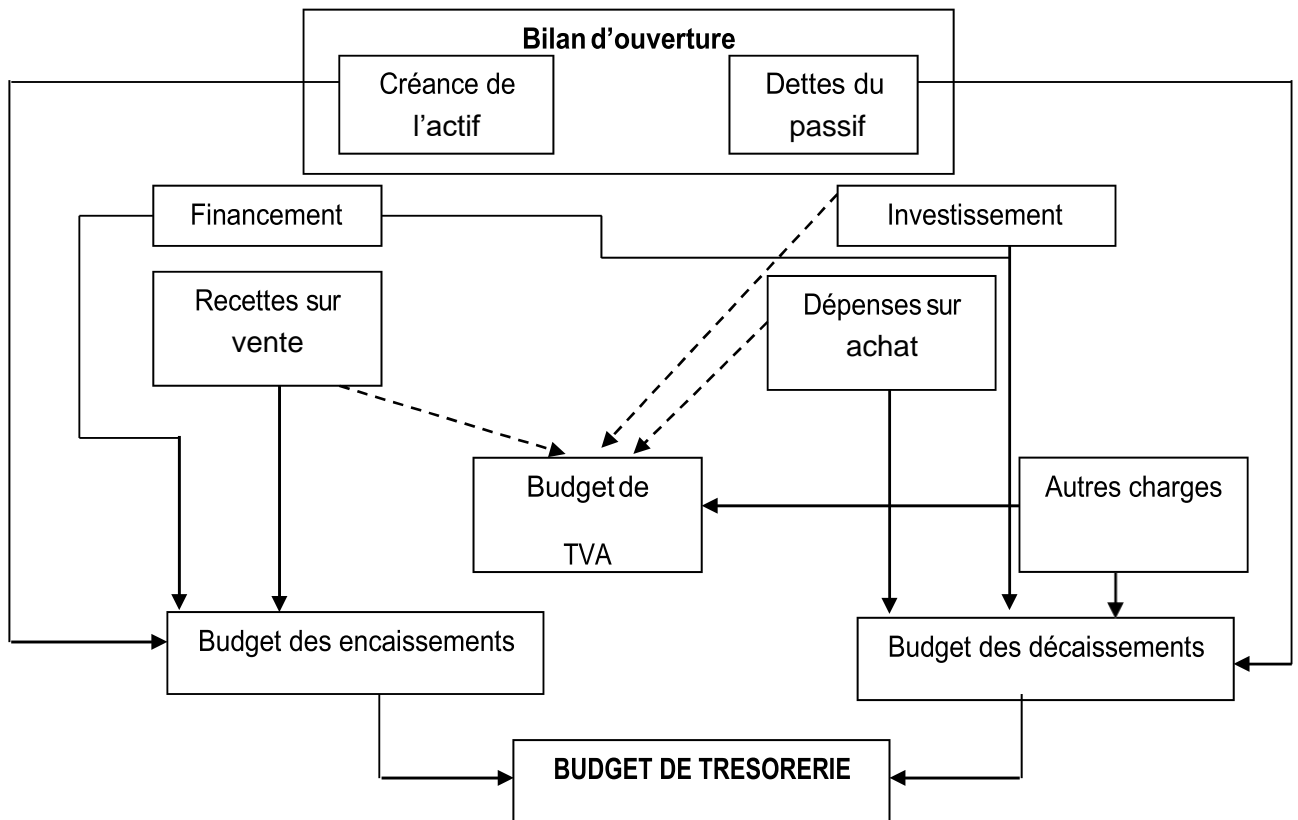 Bilan d’ouverture
Créance de
l’actif
Dettes du
passif
Financement
Investissement
Recettes sur
vente
Dépenses sur
achat
Budget de
TVA
Autres charges
Budget des encaissements
Budget des décaissements
BUDGET DE TRESORERIE